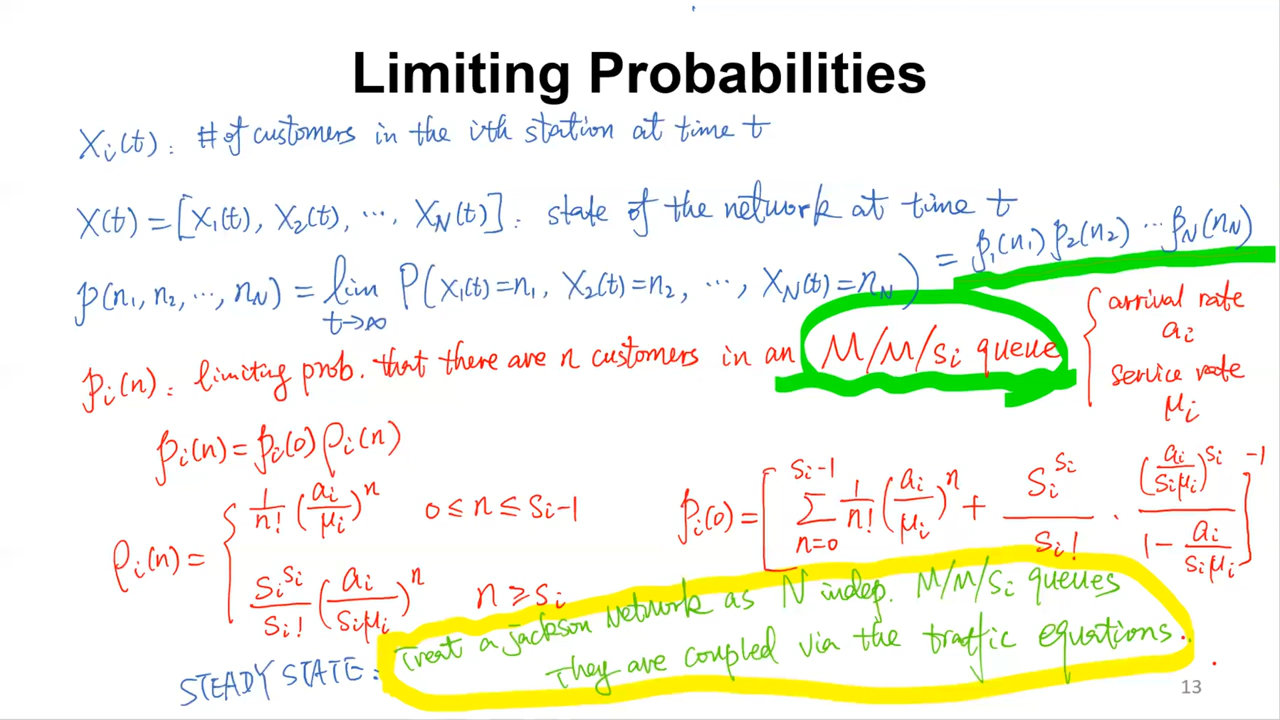 Limiting Probabilities
Xi(t): # of customers in the ith station at time t
X(t) = [X1(t), X2(t), ..., XN(t)]: state of the network at time t
p(n1, n2, ..., nN) = lim t→∞ P(X1(t)=n1, X2(t)=n2, ..., XN(t)=nN) = p1(n1) p2(n2) ... pN(nN)
pi(n): limiting prob. that there are n customers in an M/M/si queue { arrival rate ai service rate μi
pi(n) = pi(0) ρi(n)
ρi(n) = { 1/n! (ai/μi)^n 0 ≤ n ≤ si-1
si^si/si! (ai/siμi)^n n ≥ si
pi(0) = [ Σ n=0 si-1 1/n! (ai/μi)^n + si^si/si! · (ai/siμi)^si / (1 - ai/siμi) ]^-1
STEADY STATE: Treat a Jackson Network as N indep. M/M/si queues
They are coupled via the traffic equations.
13